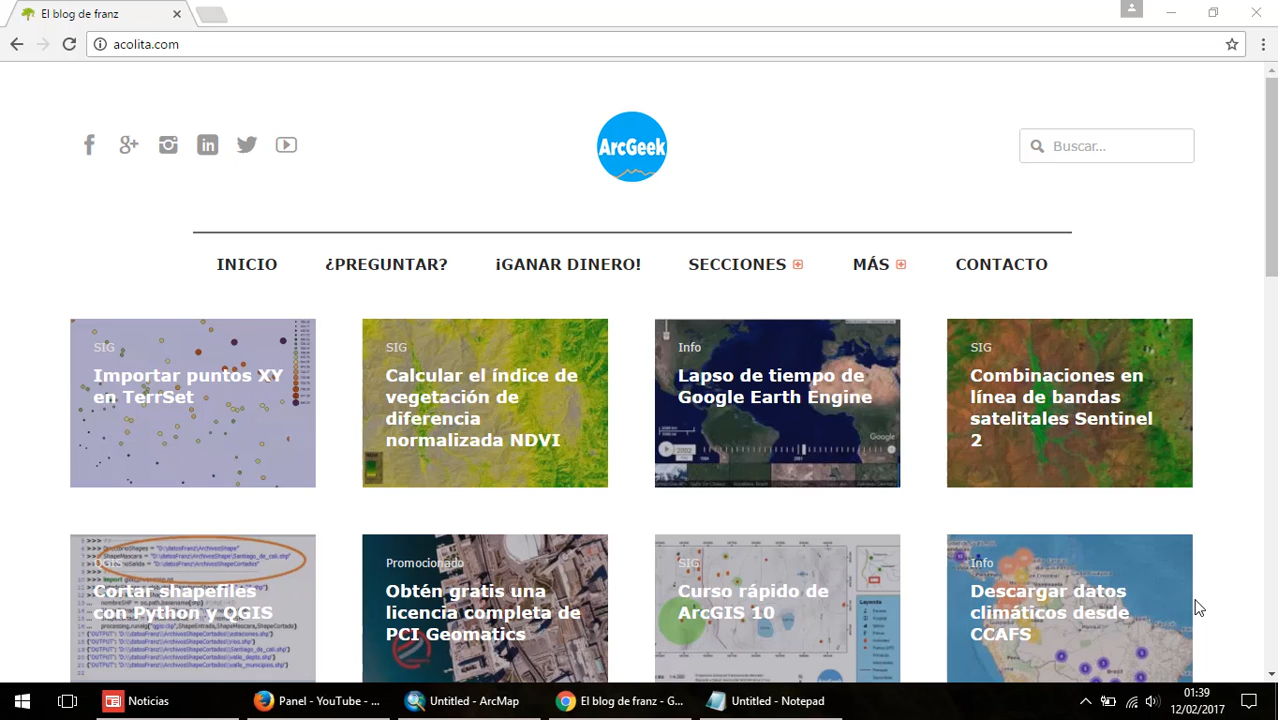 El blog de franz
acolita.com
ArcGeek
Buscar...
INICIO
¿PREGUNTAR?
¡GANAR DINERO!
SECCIONES
MÁS
CONTACTO
SIG
Importar puntos XY
en TerrSet
SIG
Calcular el índice de
vegetación de
diferencia
normalizada NDVI
Info
Lapso de tiempo de
Google Earth Engine
Google
SIG
Combinaciones en
línea de bandas
satelitales Sentinel
2
QGIS
Cortar shapefiles
con Python y QGIS
Promocionado
Obtén gratis una
licencia completa de
PCI Geomatics
SIG
Curso rápido de
ArcGIS 10
Leyenda
Info
Descargar datos
climáticos desde
CCAFS
Noticias
Panel - YouTube - ...
Untitled - ArcMap
El blog de franz - G...
Untitled - Notepad
01:39
12/02/2017